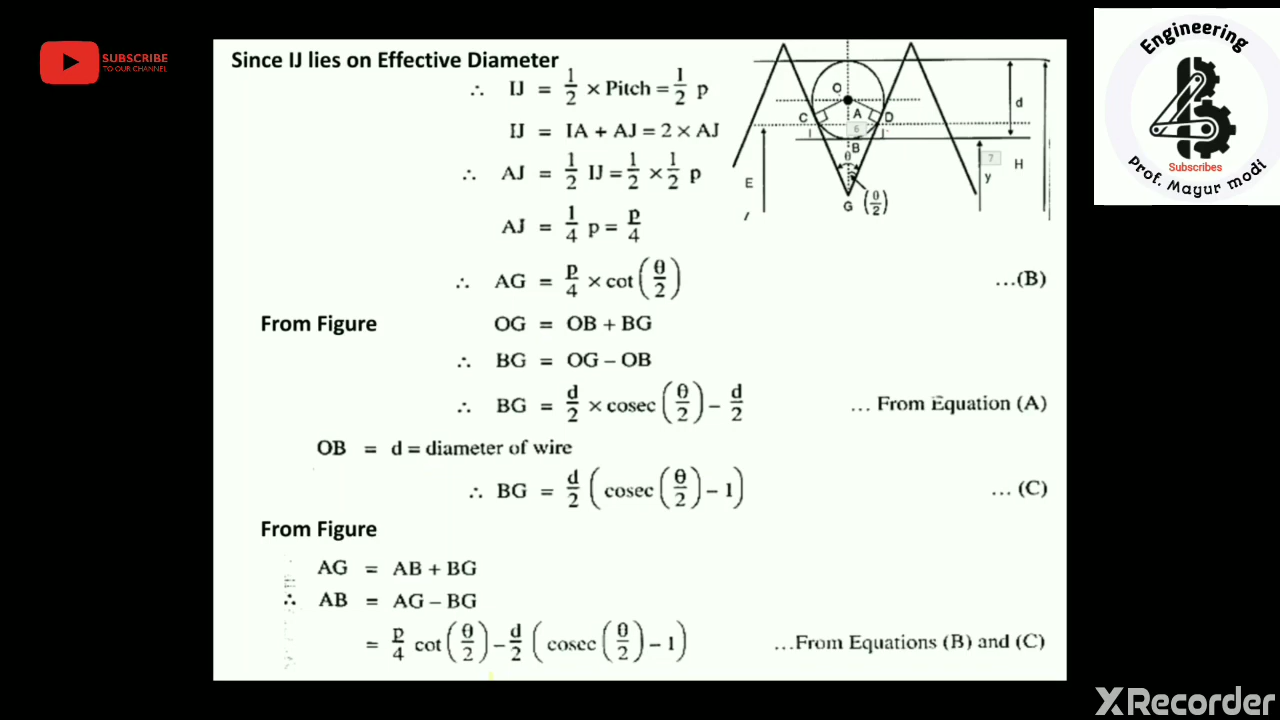 SUBSCRIBE
TO OUR CHANNEL
Since IJ lies on Effective Diameter
∴ IJ = 1/2 × Pitch = 1/2 p
IJ = IA + AJ = 2 × AJ
∴ AJ = 1/2 IJ = 1/2 × 1/2 p
AJ = 1/4 p = p/4
∴ AG = p/4 × cot (θ/2) ...(B)
From Figure OG = OB + BG
∴ BG = OG – OB
∴ BG = d/2 × cosec (θ/2) – d/2 ... From Equation (A)
OB = d = diameter of wire
∴ BG = d/2 ( cosec (θ/2) – 1 ) ... (C)
From Figure
AG = AB + BG
∴ AB = AG – BG
= p/4 cot (θ/2) – d/2 ( cosec (θ/2) – 1 ) ...From Equations (B) and (C)
O
d
C A D
6
B
θ
7
H
E
y
G (θ/2)
Engineering
Subscribes
Prof. Mayur modi
XRecorder